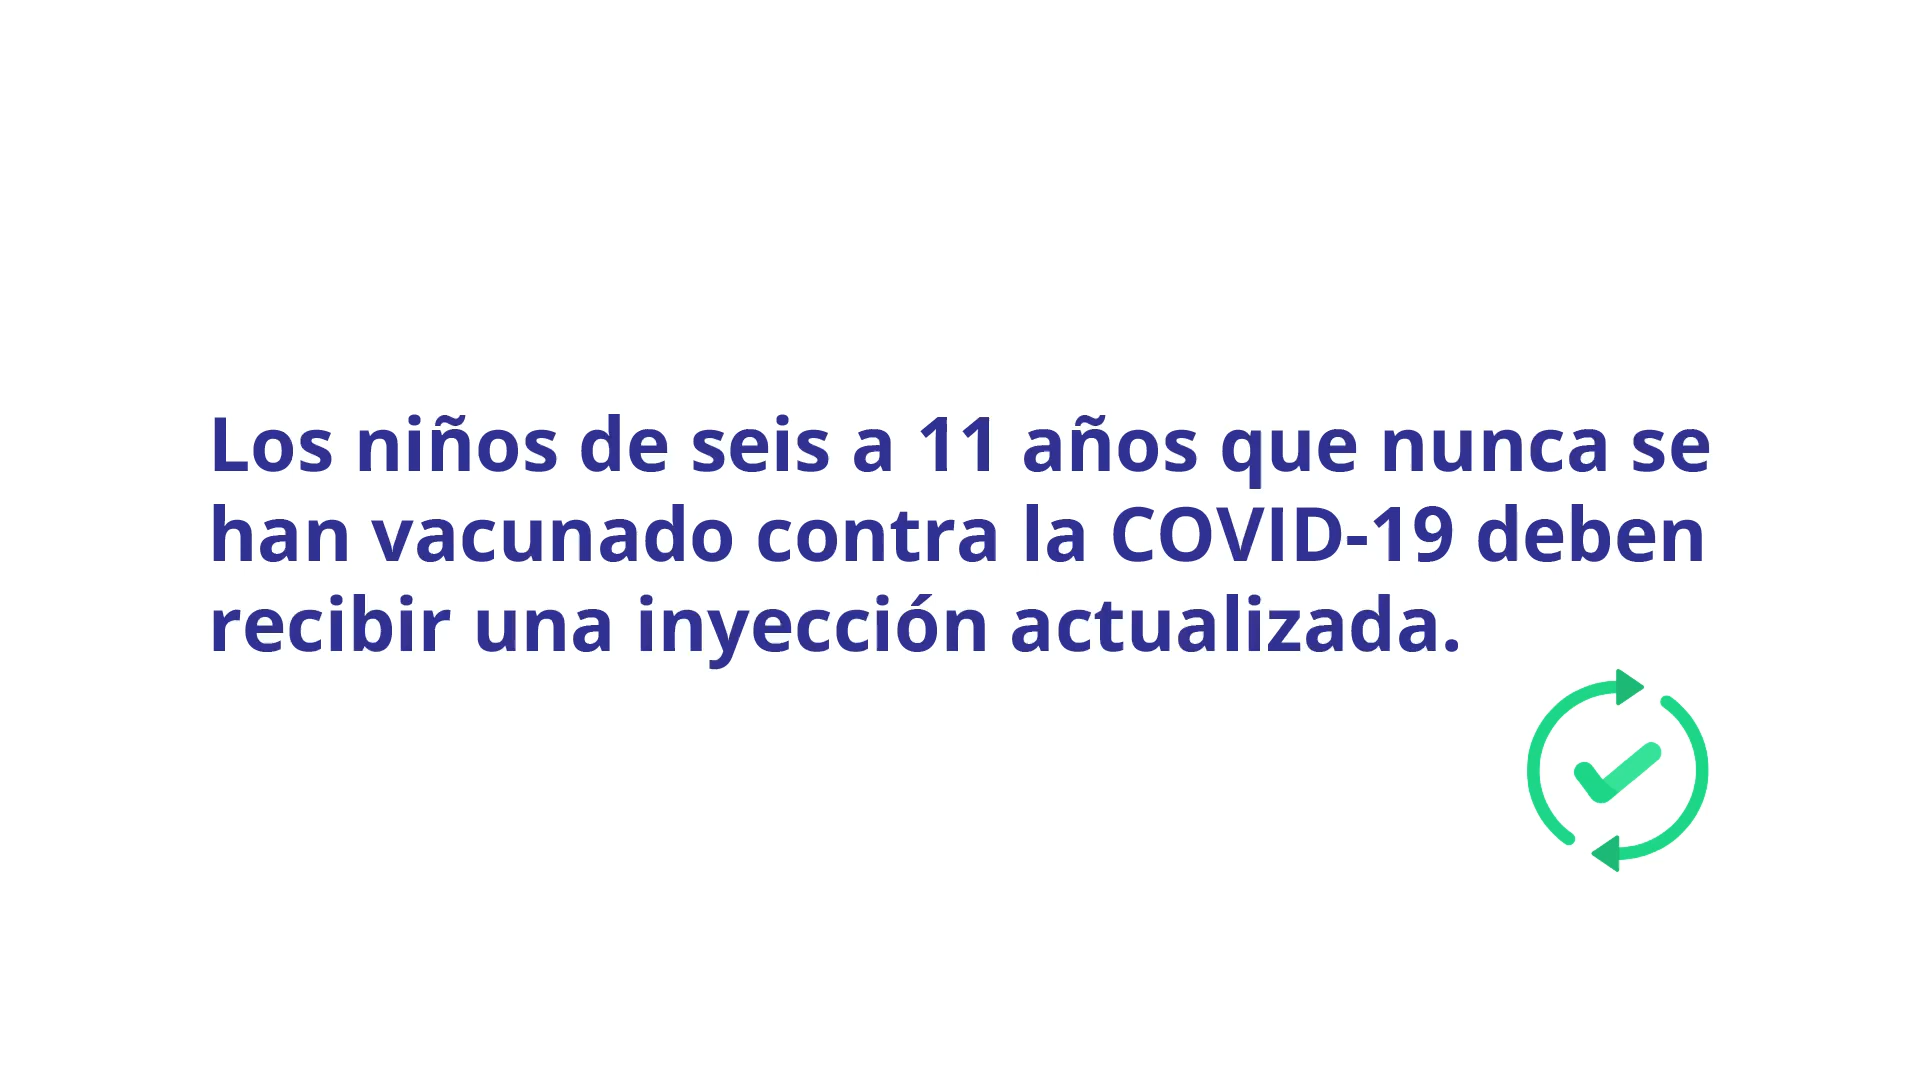 Los niños de seis a 11 años que nunca se
han vacunado contra la COVID-19 deben
recibir una inyección actualizada.